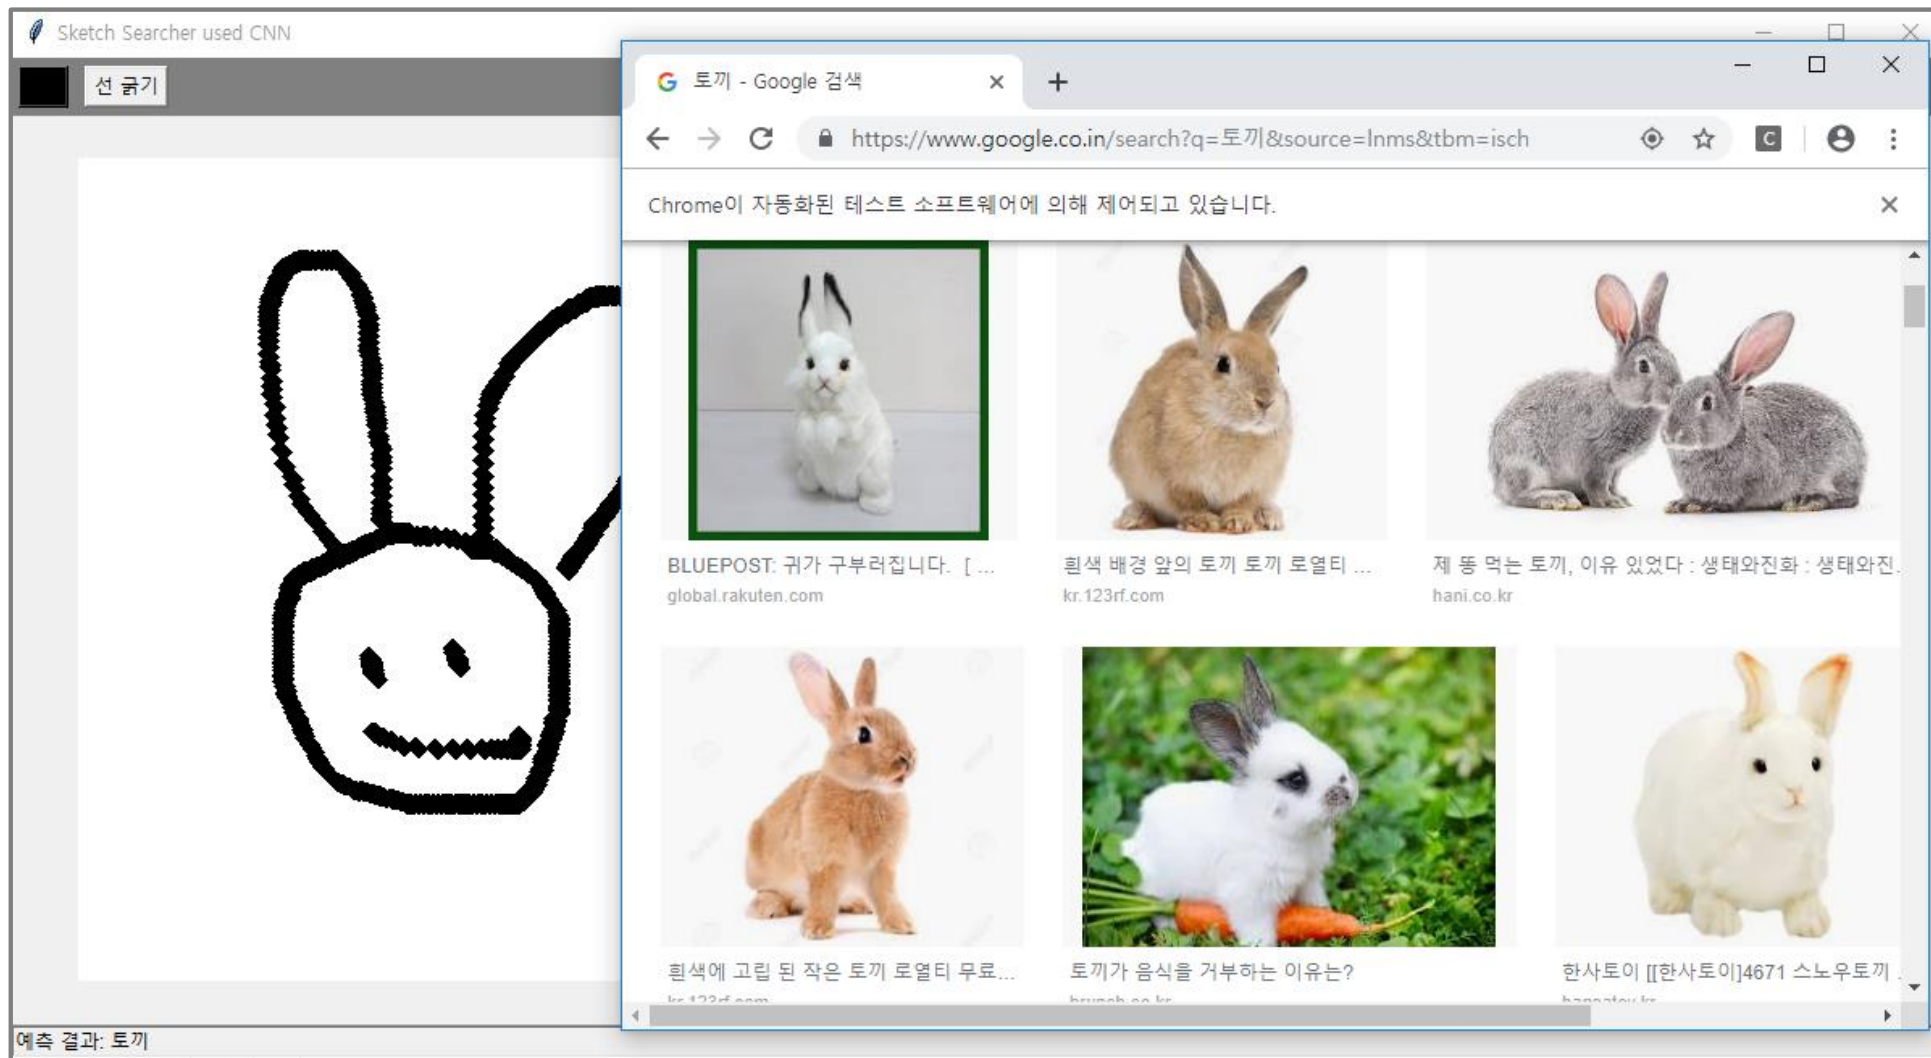 Sketch Searcher used CNN
선 굵기
토끼 - Google 검색
https://www.google.co.in/search?q=토끼&source=lnms&tbm=isch
C
Chrome이 자동화된 테스트 소프트웨어에 의해 제어되고 있습니다.
BLUEPOST: 귀가 구부러집니다. [ ...
global.rakuten.com
흰색 배경 앞의 토끼 토끼 로열티 ...
kr.123rf.com
제 똥 먹는 토끼, 이유 있었다 : 생태와진화 : 생태와진...
hani.co.kr
흰색에 고립 된 작은 토끼 로열티 무료...
kr.123rf.com
토끼가 음식을 거부하는 이유는?
brunch.co.kr
한사토이 [[한사토이]4671 스노우토끼 .
hansatoy.kr
예측 결과: 토끼